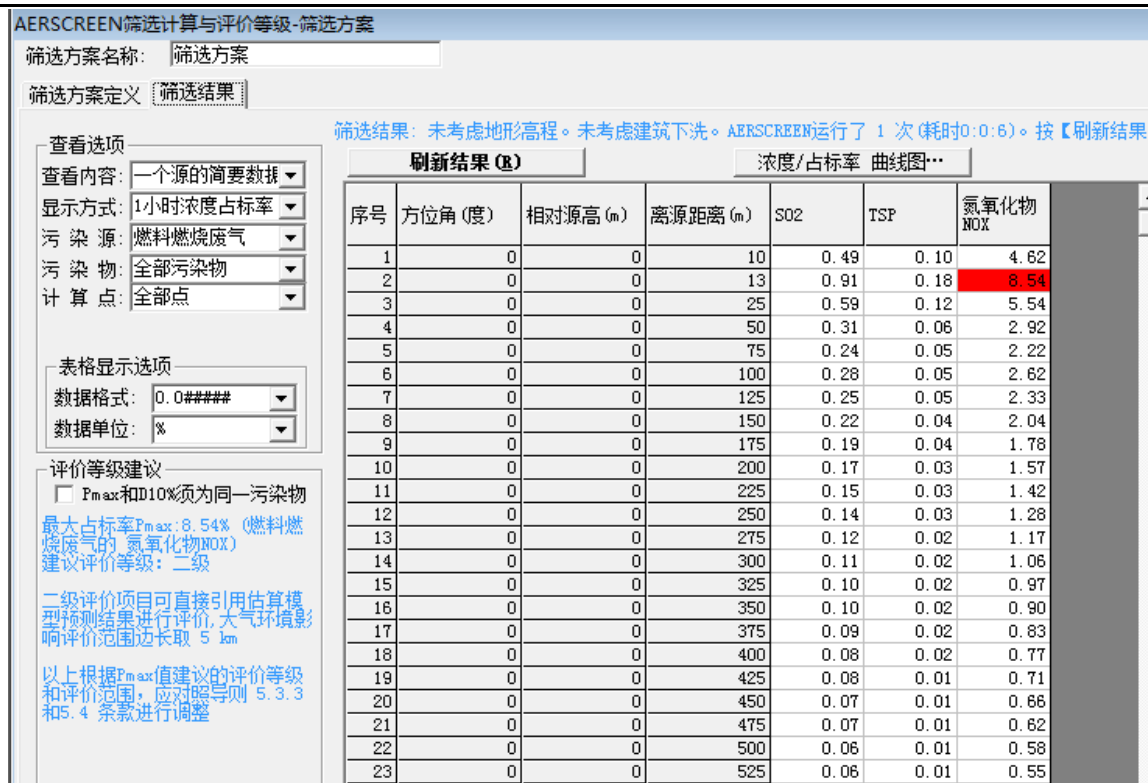 AERSCREEN筛选计算与评价等级-筛选方案
筛选方案名称: 筛选方案
筛选方案定义 筛选结果
筛选结果: 未考虑地形高程。未考虑建筑下洗。AERSCREEN运行了 1 次(耗时0:0:6)。按【刷新结果
查看选项
查看内容: 一个源的简要数据
显示方式: 1小时浓度占标率
污 染 源: 燃料燃烧废气
污 染 物: 全部污染物
计 算 点: 全部点
表格显示选项
数据格式: 0.0#####
数据单位: %
评价等级建议
Pmax和D10%须为同一污染物
最大占标率Pmax:8.54% (燃料燃
烧废气的 氮氧化物NOX)
建议评价等级: 二级
二级评价项目可直接引用估算模
型预测结果进行评价,大气环境影
响评价范围边长取 5 km
以上根据Pmax值建议的评价等级
和评价范围，应对照导则 5.3.3
和5.4 条款进行调整
刷新结果(R) 浓度/占标率 曲线图…
序号 方位角(度) 相对源高(m) 离源距离(m) SO2 TSP 氮氧化物
NOX
1 0 0 10 0.49 0.10 4.62
2 0 0 13 0.91 0.18 8.54
3 0 0 25 0.59 0.12 5.54
4 0 0 50 0.31 0.06 2.92
5 0 0 75 0.24 0.05 2.22
6 0 0 100 0.28 0.05 2.62
7 0 0 125 0.25 0.05 2.33
8 0 0 150 0.22 0.04 2.04
9 0 0 175 0.19 0.04 1.78
10 0 0 200 0.17 0.03 1.57
11 0 0 225 0.15 0.03 1.42
12 0 0 250 0.14 0.03 1.28
13 0 0 275 0.12 0.02 1.17
14 0 0 300 0.11 0.02 1.06
15 0 0 325 0.10 0.02 0.97
16 0 0 350 0.10 0.02 0.90
17 0 0 375 0.09 0.02 0.83
18 0 0 400 0.08 0.02 0.77
19 0 0 425 0.08 0.01 0.71
20 0 0 450 0.07 0.01 0.66
21 0 0 475 0.07 0.01 0.62
22 0 0 500 0.06 0.01 0.58
23 0 0 525 0.06 0.01 0.55